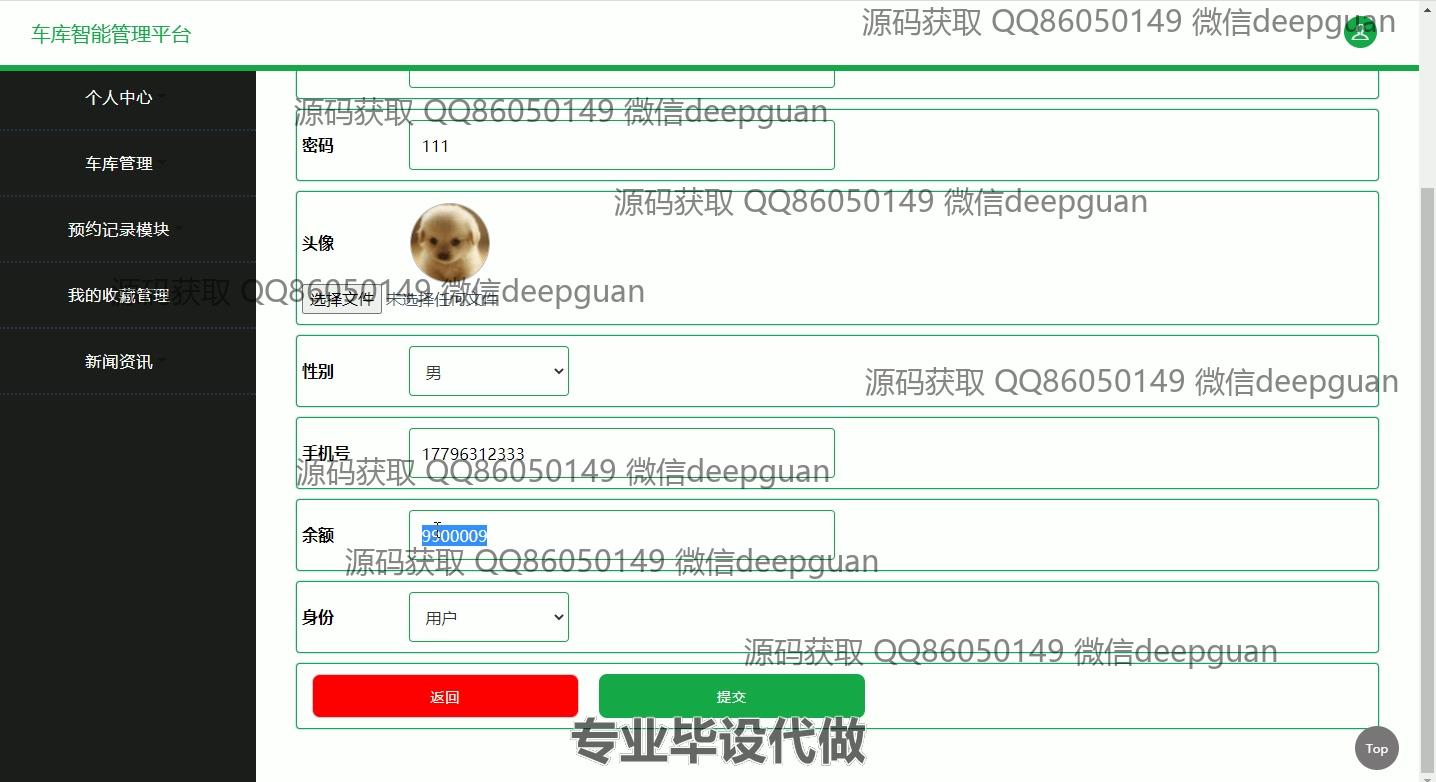 车库智能管理平台
源码获取 QQ86050149 微信deepguan
个人中心
源码获取 QQ86050149 微信deepguan
密码
111
车库管理
源码获取 QQ86050149 微信deepguan
预约记录模块
头像
源码获取 QQ86050149 微信deepguan
我的收藏管理
选择文件 未选择任何文件
新闻资讯
性别
男
源码获取 QQ86050149 微信deepguan
手机号
17796312333
源码获取 QQ86050149 微信deepguan
余额
9900009
源码获取 QQ86050149 微信deepguan
身份
用户
源码获取 QQ86050149 微信deepguan
返回
提交
专业毕设代做
Top